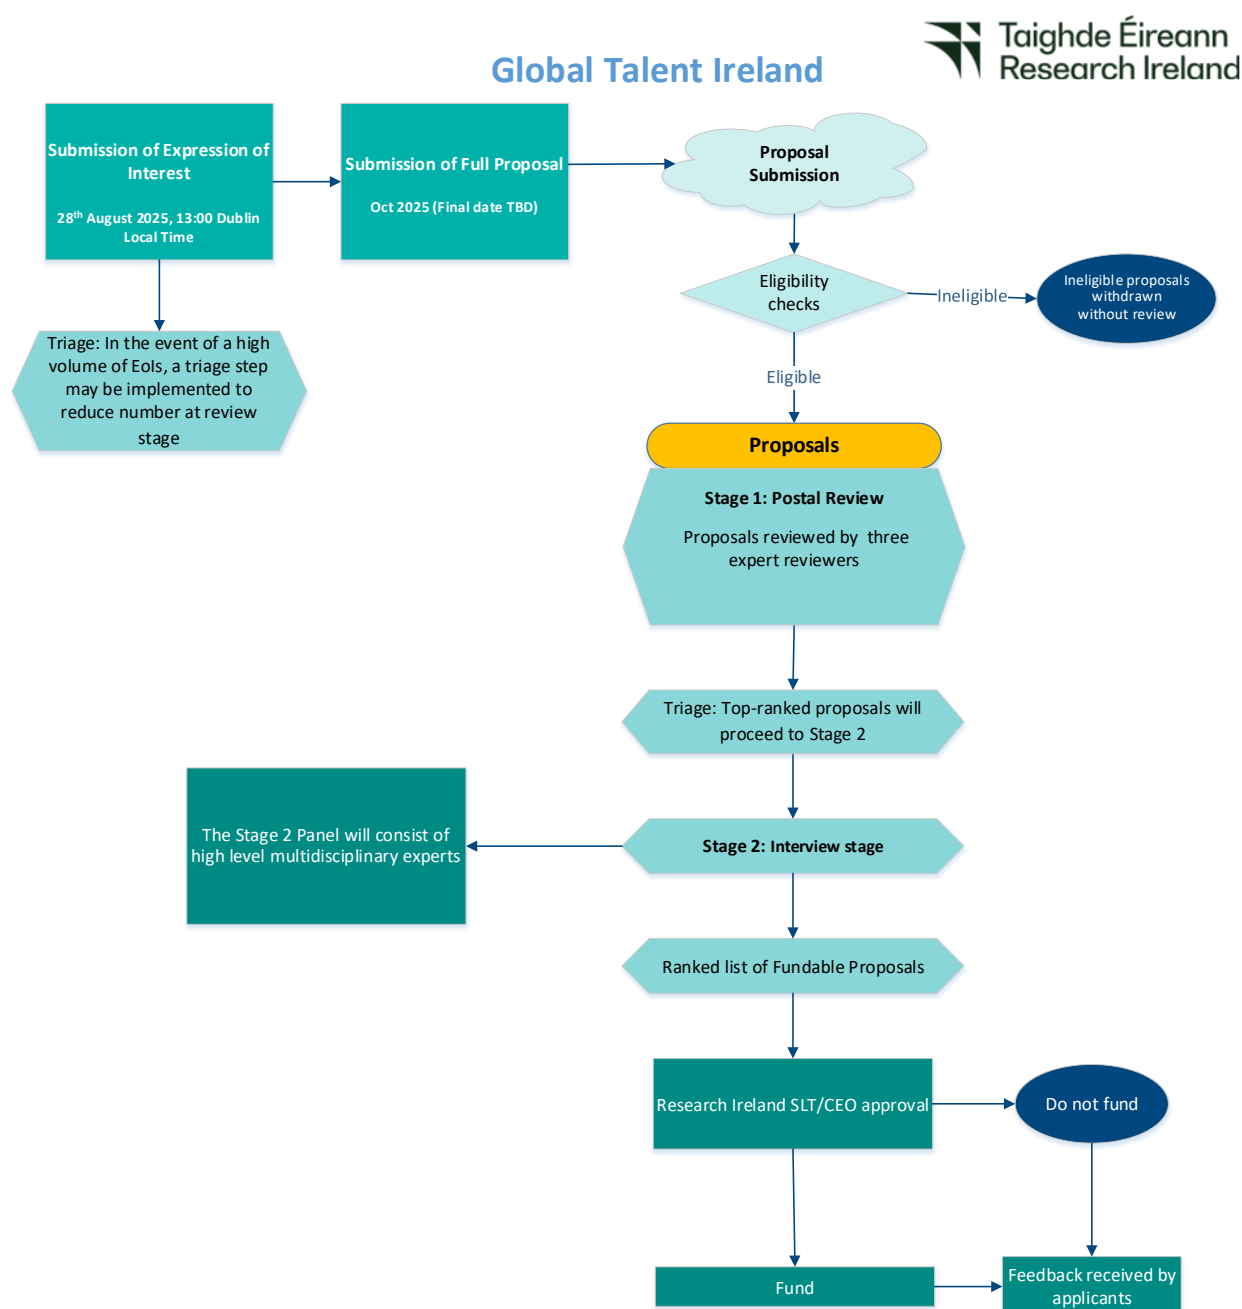 Taighde Éireann
Research Ireland
Global Talent Ireland
Submission of Expression of
Interest
28th August 2025, 13:00 Dublin
Local Time
Submission of Full Proposal
Oct 2025 (Final date TBD)
Proposal
Submission
Eligibility
checks
Ineligible
Ineligible proposals
withdrawn
without review
Triage: In the event of a high
volume of EoIs, a triage step
may be implemented to
reduce number at review
stage
Eligible
Proposals
Stage 1: Postal Review
Proposals reviewed by three
expert reviewers
Triage: Top-ranked proposals will
proceed to Stage 2
The Stage 2 Panel will consist of
high level multidisciplinary experts
Stage 2: Interview stage
Ranked list of Fundable Proposals
Research Ireland SLT/CEO approval
Do not fund
Fund
Feedback received by
applicants